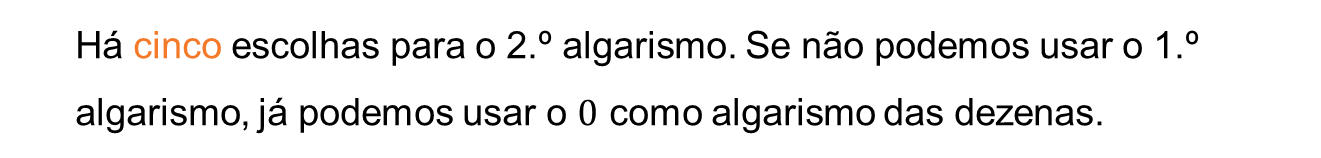 Há cinco escolhas para o 2.º algarismo. Se não podemos usar o 1.º
algarismo, já podemos usar o 0 como algarismo das dezenas.